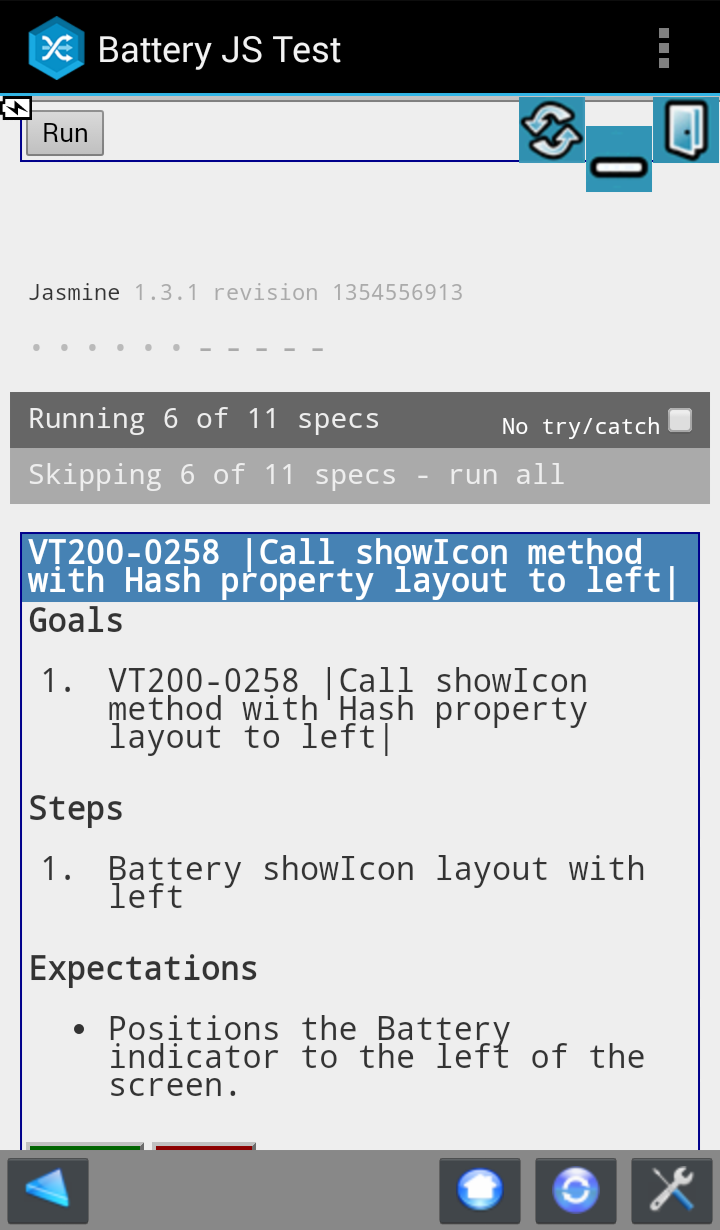 Battery JS Test
Run
Jasmine 1.3.1 revision 1354556913
• • • • • • - - - - -
Running 6 of 11 specs
No try/catch
Skipping 6 of 11 specs - run all
VT200-0258 |Call showIcon method
with Hash property layout to left|
Goals
1. VT200-0258 |Call showIcon
method with Hash property
layout to left|
Steps
1. Battery showIcon layout with
left
Expectations
• Positions the Battery
indicator to the left of the
screen.